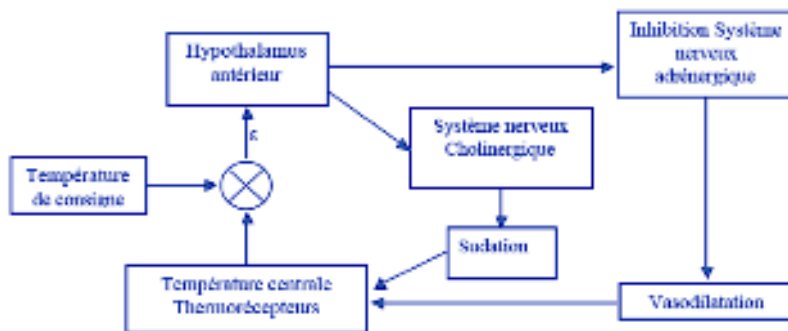 Hypothalamus
antérieur
Inhibition Système
nerveux
adrénergique
Système nerveux
Cholinergique
ε
Température
de consigne
Sudation
Température centrale
Thermorécepteurs
Vasodilatation